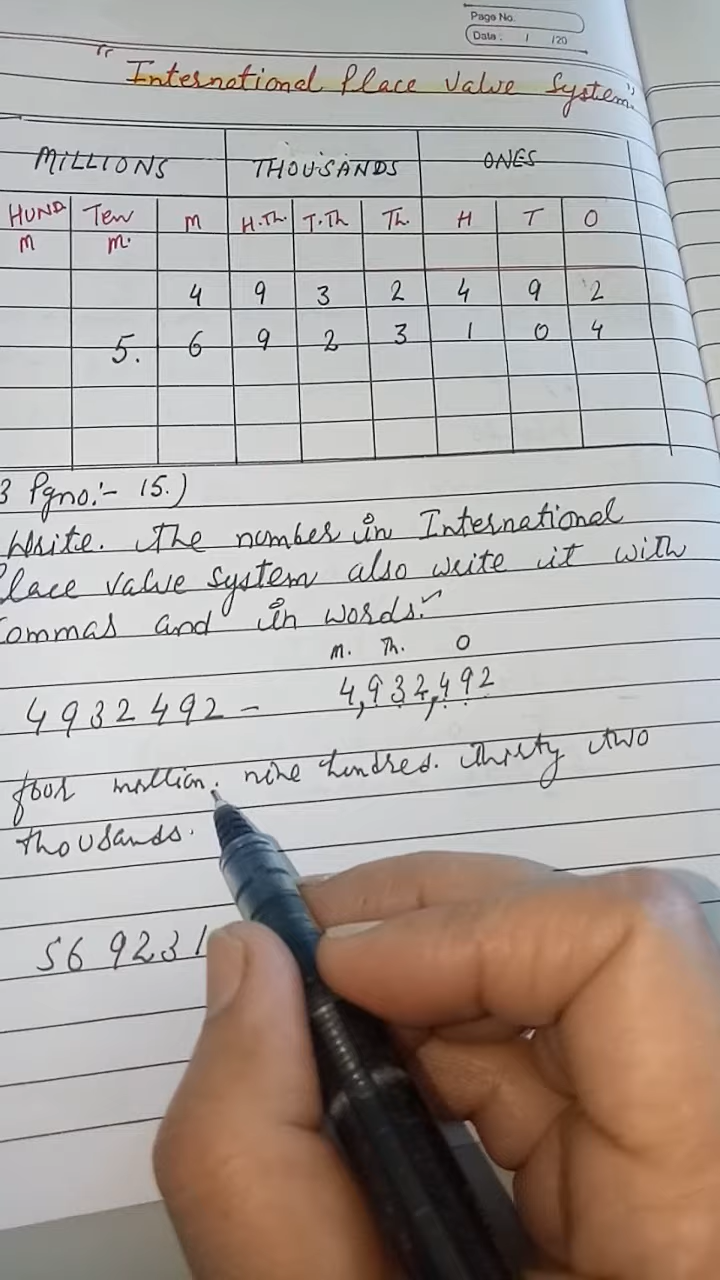 Page No.
Date : / /20
"International Place Value System"
MILLIONS THOUSANDS ONES
HUND Ten M H.Th. T.Th Th. H T O
M M.
4 9 3 2 4 9 2
5. 6 9 2 3 1 0 4
3 Pgno:- 15.)
Write. The number in International
Place value system also write it with
Commas and in words.
M. Th. O
4932492 - 4,932,492
four million. nine hundred. thirty two
thousands.
569231